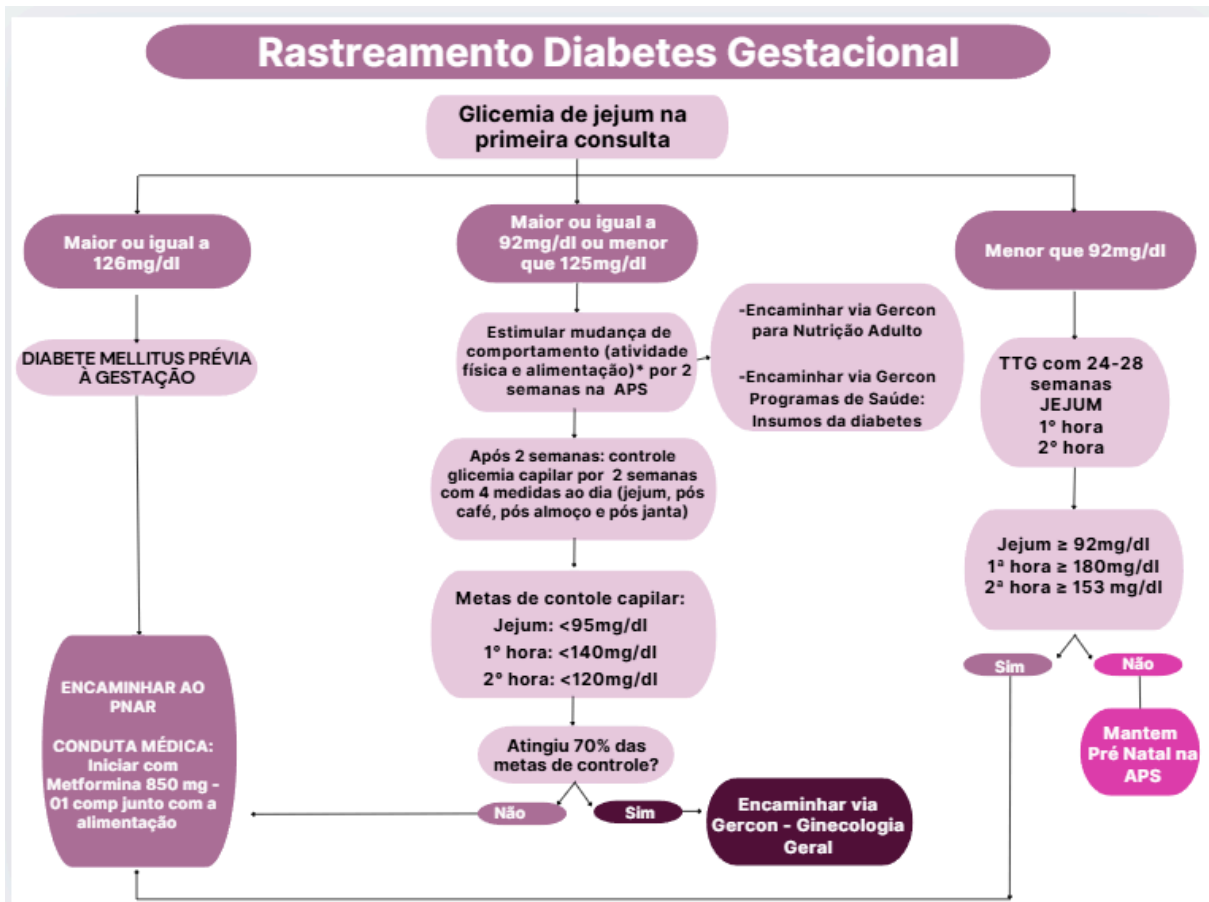 Rastreamento Diabetes Gestacional
Glicemia de jejum na
primeira consulta
Maior ou igual a
126mg/dl
DIABETE MELLITUS PRÉVIA
À GESTAÇÃO
ENCAMINHAR AO
PNAR
CONDUTA MÉDICA:
Iniciar com
Metformina 850 mg -
01 comp junto com a
alimentação
Maior ou igual a
92mg/dl ou menor
que 125mg/dl
Estimular mudança de
comportamento (atividade
física e alimentação)* por 2
semanas na APS
-Encaminhar via Gercon
para Nutrição Adulto
-Encaminhar via Gercon
Programas de Saúde:
Insumos da diabetes
Após 2 semanas: controle
glicemia capilar por 2 semanas
com 4 medidas ao dia (jejum, pós
café, pós almoço e pós janta)
Metas de contole capilar:
Jejum: <95mg/dl
1° hora: <140mg/dl
2° hora: <120mg/dl
Atingiu 70% das
metas de controle?
Não
Sim
Encaminhar via
Gercon - Ginecologia
Geral
Menor que 92mg/dl
TTG com 24-28
semanas
JEJUM
1° hora
2° hora
Jejum ≥ 92mg/dl
1ª hora ≥ 180mg/dl
2ª hora ≥ 153 mg/dl
Sim
Não
Mantem
Pré Natal na
APS